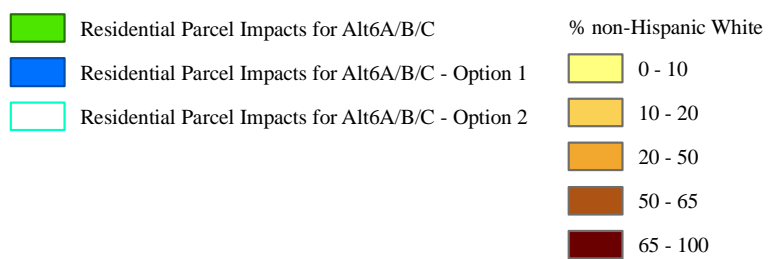 Residential Parcel Impacts for Alt6A/B/C
Residential Parcel Impacts for Alt6A/B/C - Option 1
Residential Parcel Impacts for Alt6A/B/C - Option 2
% non-Hispanic White
0 - 10
10 - 20
20 - 50
50 - 65
65 - 100